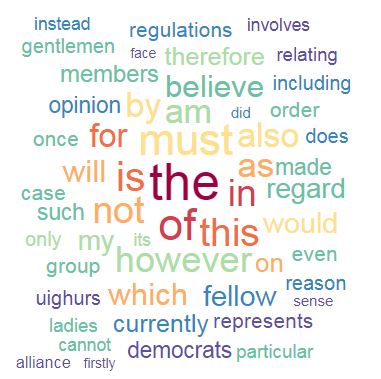 instead regulations involves
gentlemen face therefore relating
members believe including
opinion by am did order
once for must also does
will is the in as made
case not of this regard
such would
only my its however on even
group which fellow reason
uighurs sense
ladies currently represents
cannot democrats particular
alliance firstly